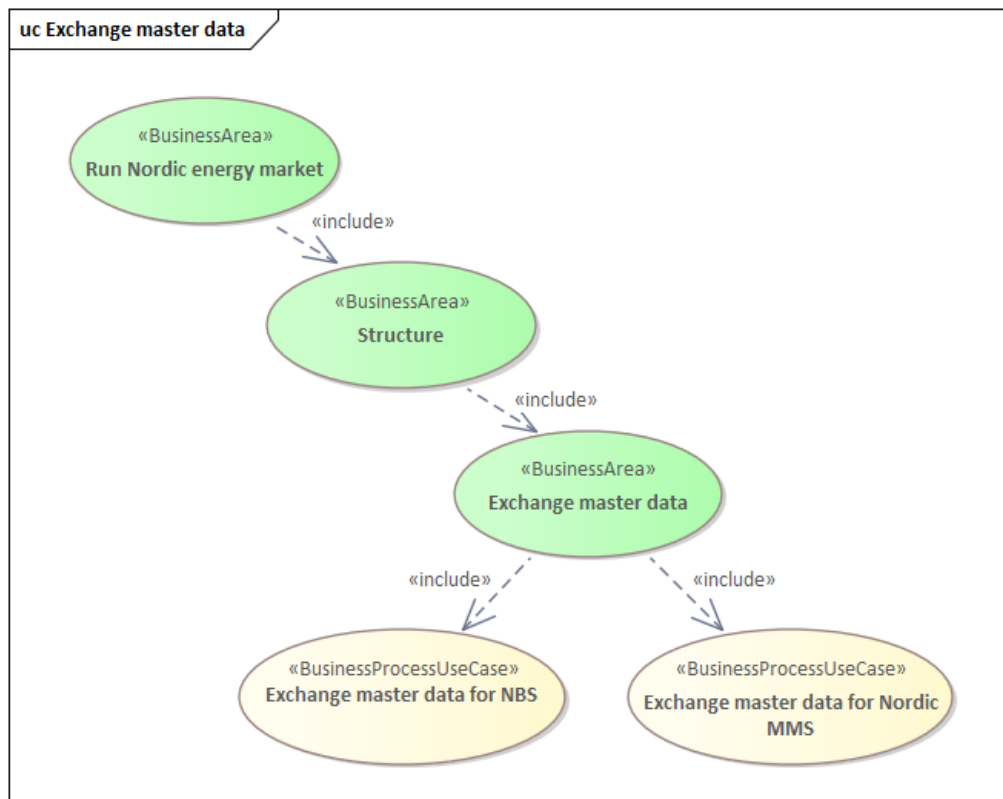 uc Exchange master data
«BusinessArea»
Run Nordic energy market
«include»
«BusinessArea»
Structure
«include»
«BusinessArea»
Exchange master data
«include»
«include»
«BusinessProcessUseCase»
Exchange master data for NBS
«BusinessProcessUseCase»
Exchange master data for Nordic
MMS